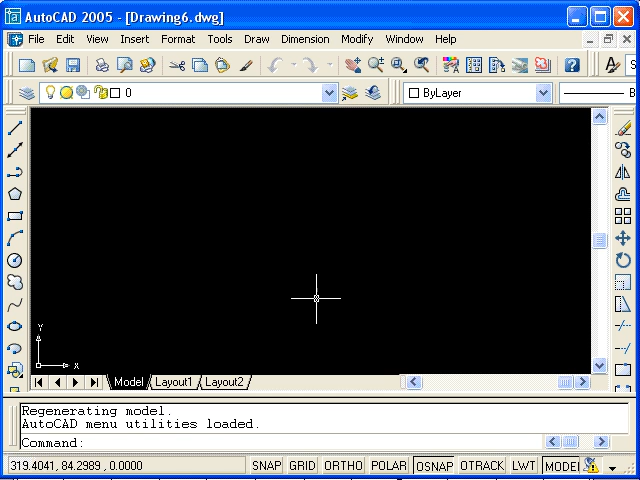 AutoCAD 2005 - [Drawing6.dwg]
File Edit View Insert Format Tools Draw Dimension Modify Window Help
0 ByLayer
Y
X
Model Layout1 Layout2
Regenerating model.
AutoCAD menu utilities loaded.
Command:
319.4041, 84.2989 , 0.0000 SNAP GRID ORTHO POLAR OSNAP OTRACK LWT MODEL